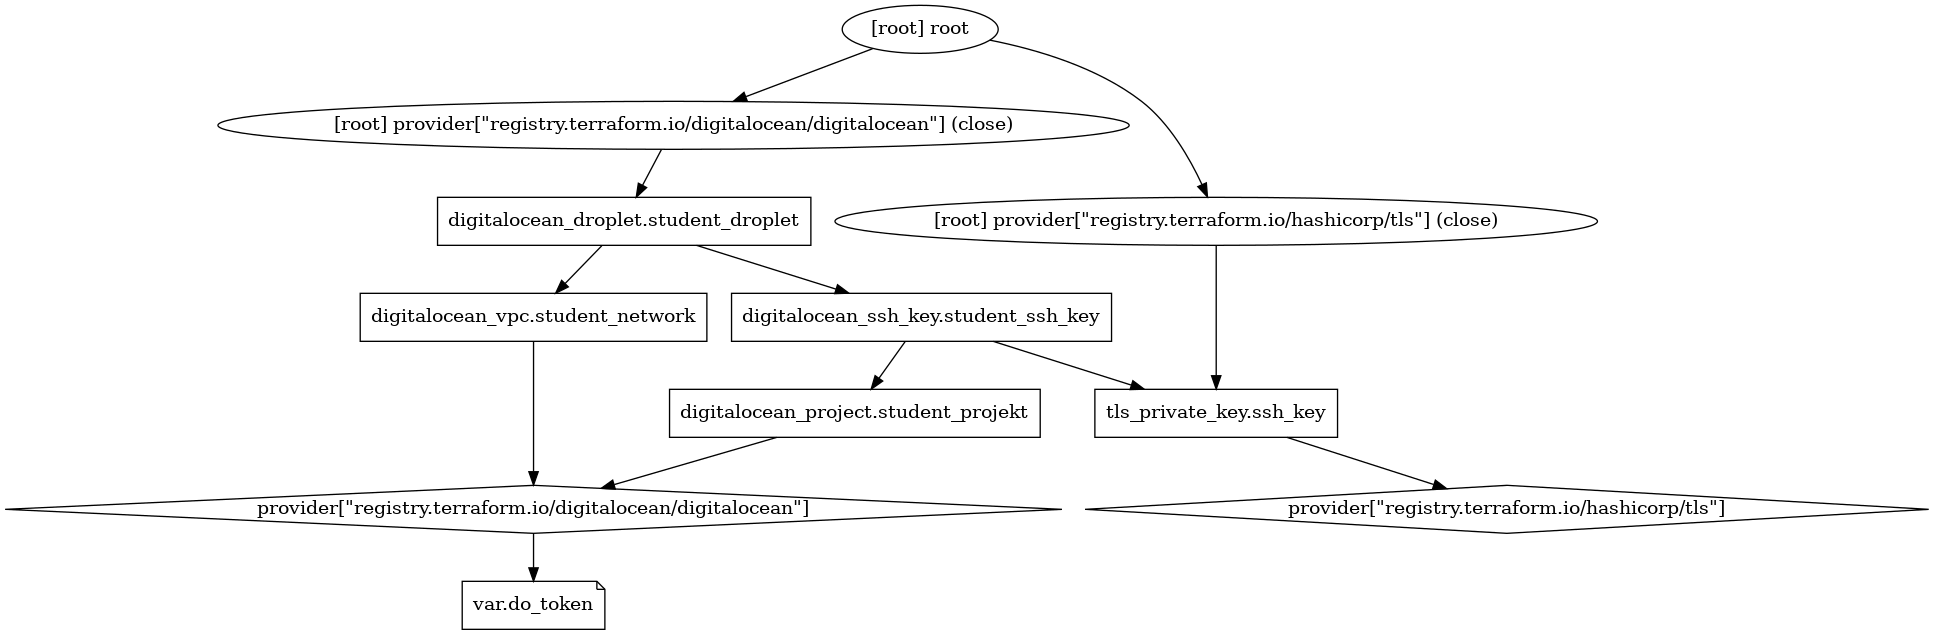 [root] root
[root] provider["registry.terraform.io/digitalocean/digitalocean"] (close)
digitalocean_droplet.student_droplet
[root] provider["registry.terraform.io/hashicorp/tls"] (close)
digitalocean_vpc.student_network
digitalocean_ssh_key.student_ssh_key
digitalocean_project.student_projekt
tls_private_key.ssh_key
provider["registry.terraform.io/digitalocean/digitalocean"]
provider["registry.terraform.io/hashicorp/tls"]
var.do_token